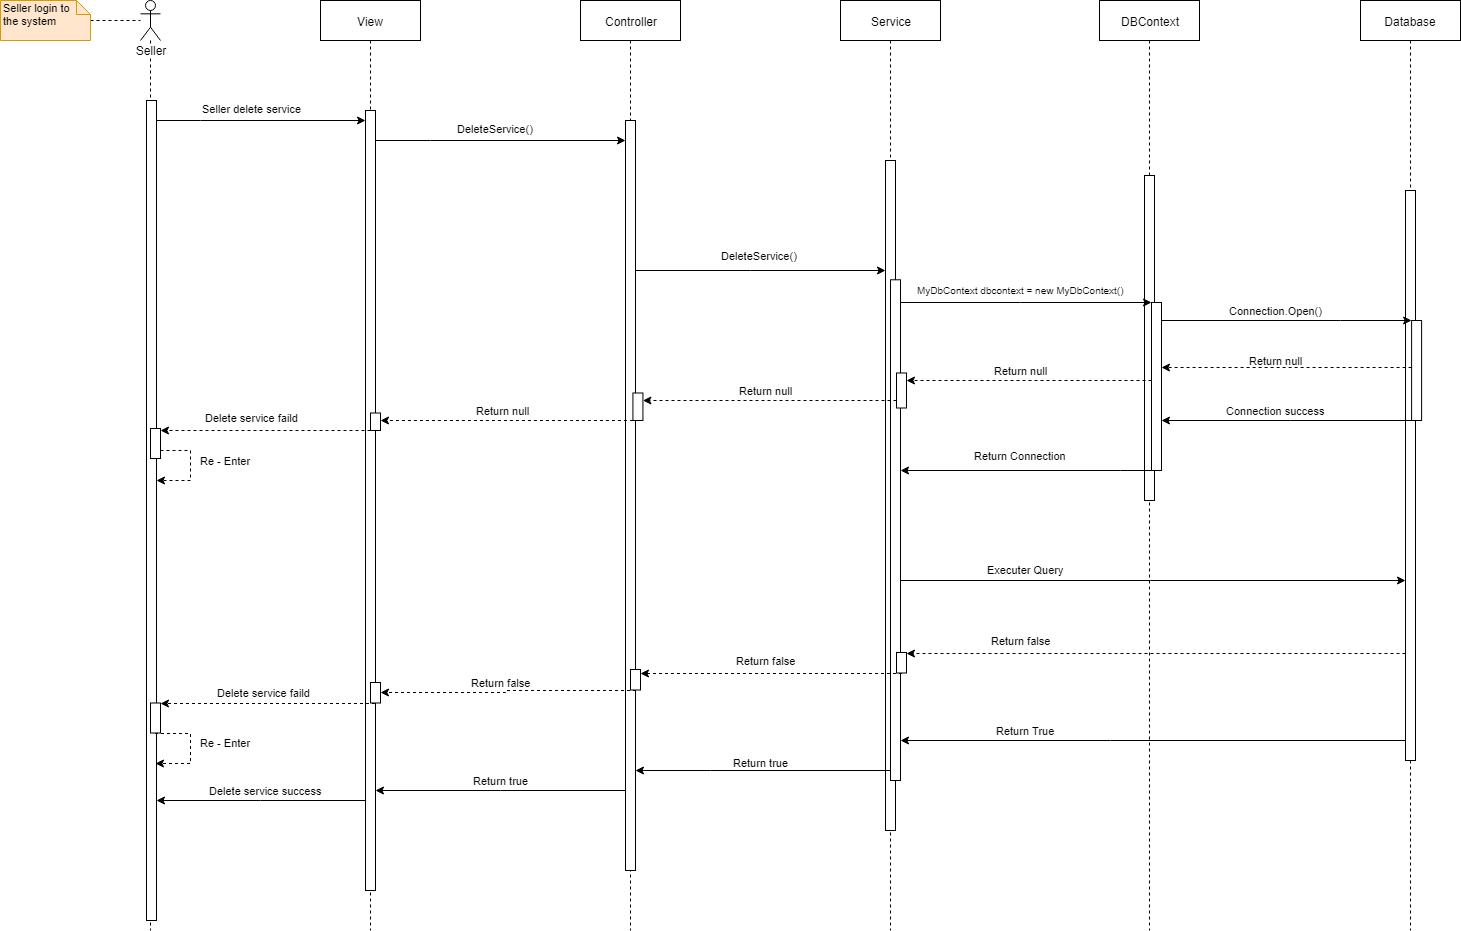 Seller login to
the system
Seller
View
Controller
Service
DBContext
Database
Seller delete service
DeleteService()
DeleteService()
MyDbContext dbcontext = new MyDbContext()
Connection.Open()
Return null
Return null
Return null
Return null
Delete service faild
Connection success
Re - Enter
Return Connection
Executer Query
Return false
Return false
Return false
Delete service faild
Return True
Re - Enter
Return true
Return true
Delete service success